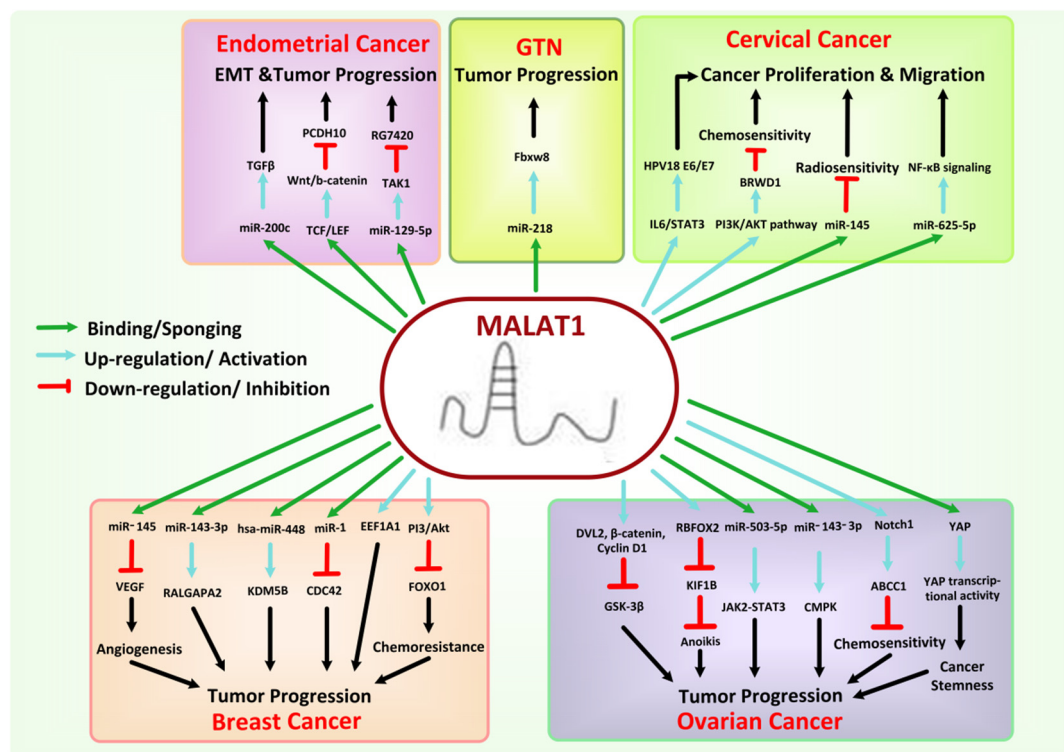 Endometrial Cancer
EMT &Tumor Progression
PCDH10
RG7420
TGFβ
Wnt/b-catenin
TAK1
miR-200c
TCF/LEF
miR-129-5p
GTN
Tumor Progression
Fbxw8
miR-218
Cervical Cancer
Cancer Proliferation & Migration
Chemosensitivity
HPV18 E6/E7
BRWD1
Radiosensitivity
NF-κB signaling
IL6/STAT3
PI3K/AKT pathway
miR-145
miR-625-5p
MALAT1
Binding/Sponging
Up-regulation/ Activation
Down-regulation/ Inhibition
miR-145
miR-143-3p
hsa-miR-448
miR-1
EEF1A1
PI3/Akt
VEGF
RALGAPA2
KDM5B
CDC42
FOXO1
Angiogenesis
Chemoresistance
Tumor Progression
Breast Cancer
DVL2, β-catenin,
Cyclin D1
RBFOX2
miR-503-5p
miR-143-3p
Notch1
YAP
GSK-3β
KIF1B
JAK2-STAT3
CMPK
ABCC1
YAP transcrip-
tional activity
Anoikis
Chemosensitivity
Cancer
Stemness
Tumor Progression
Ovarian Cancer